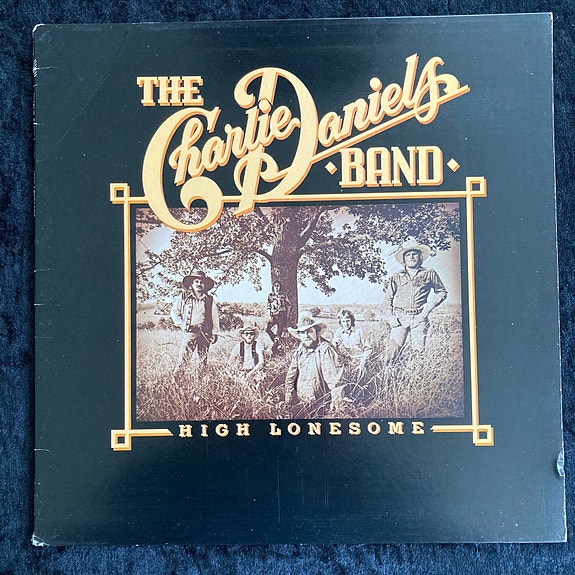 THE
Charlie Daniels
·BAND·
HIGH LONESOME